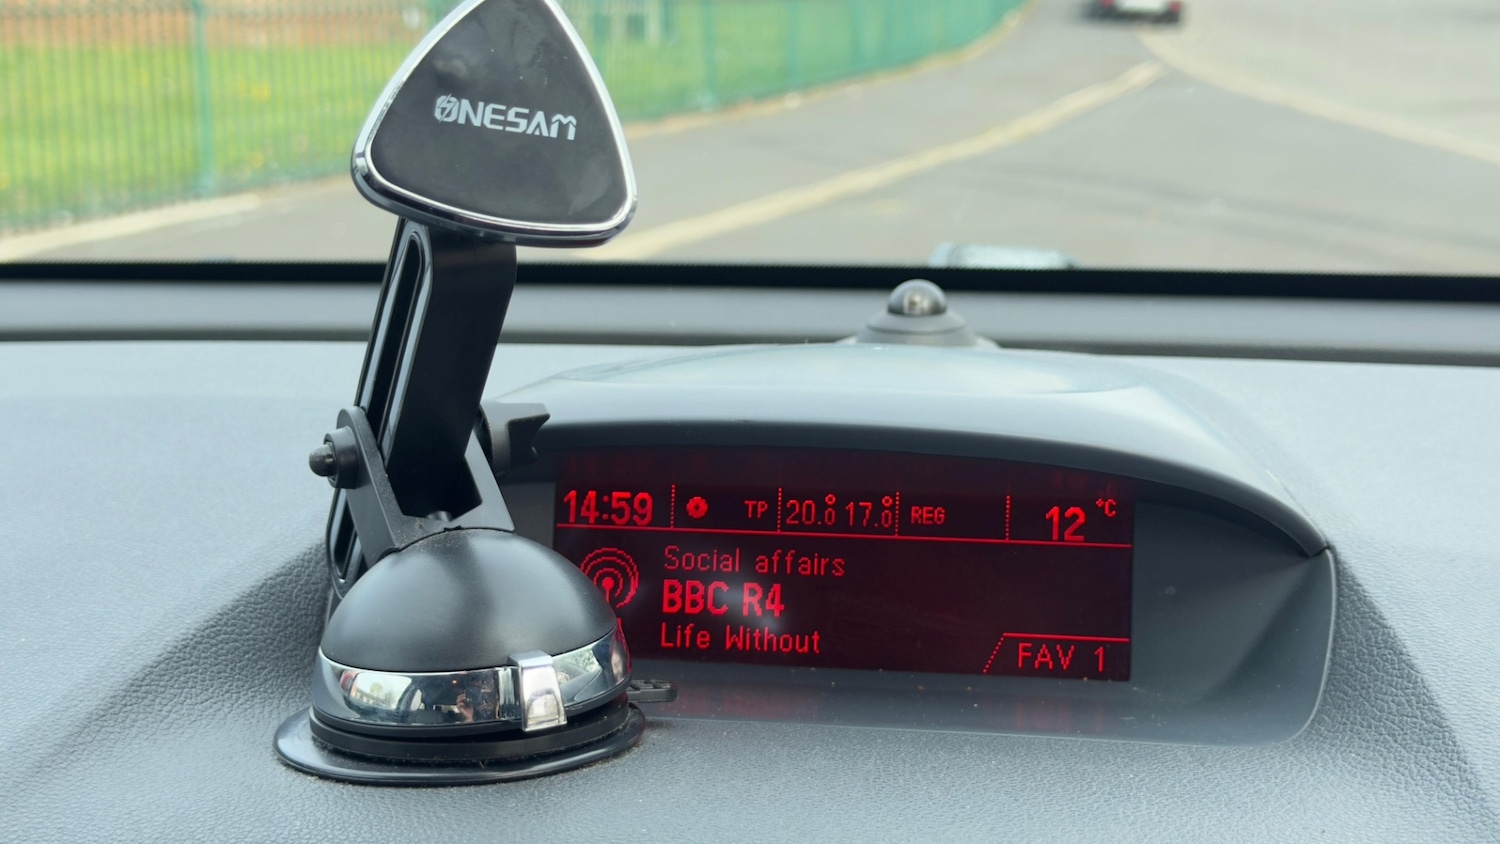 ONESAM
14:59 TP 20.0 17.0 REG 12 °C
Social affairs
BBC R4
Life Without
FAV 1